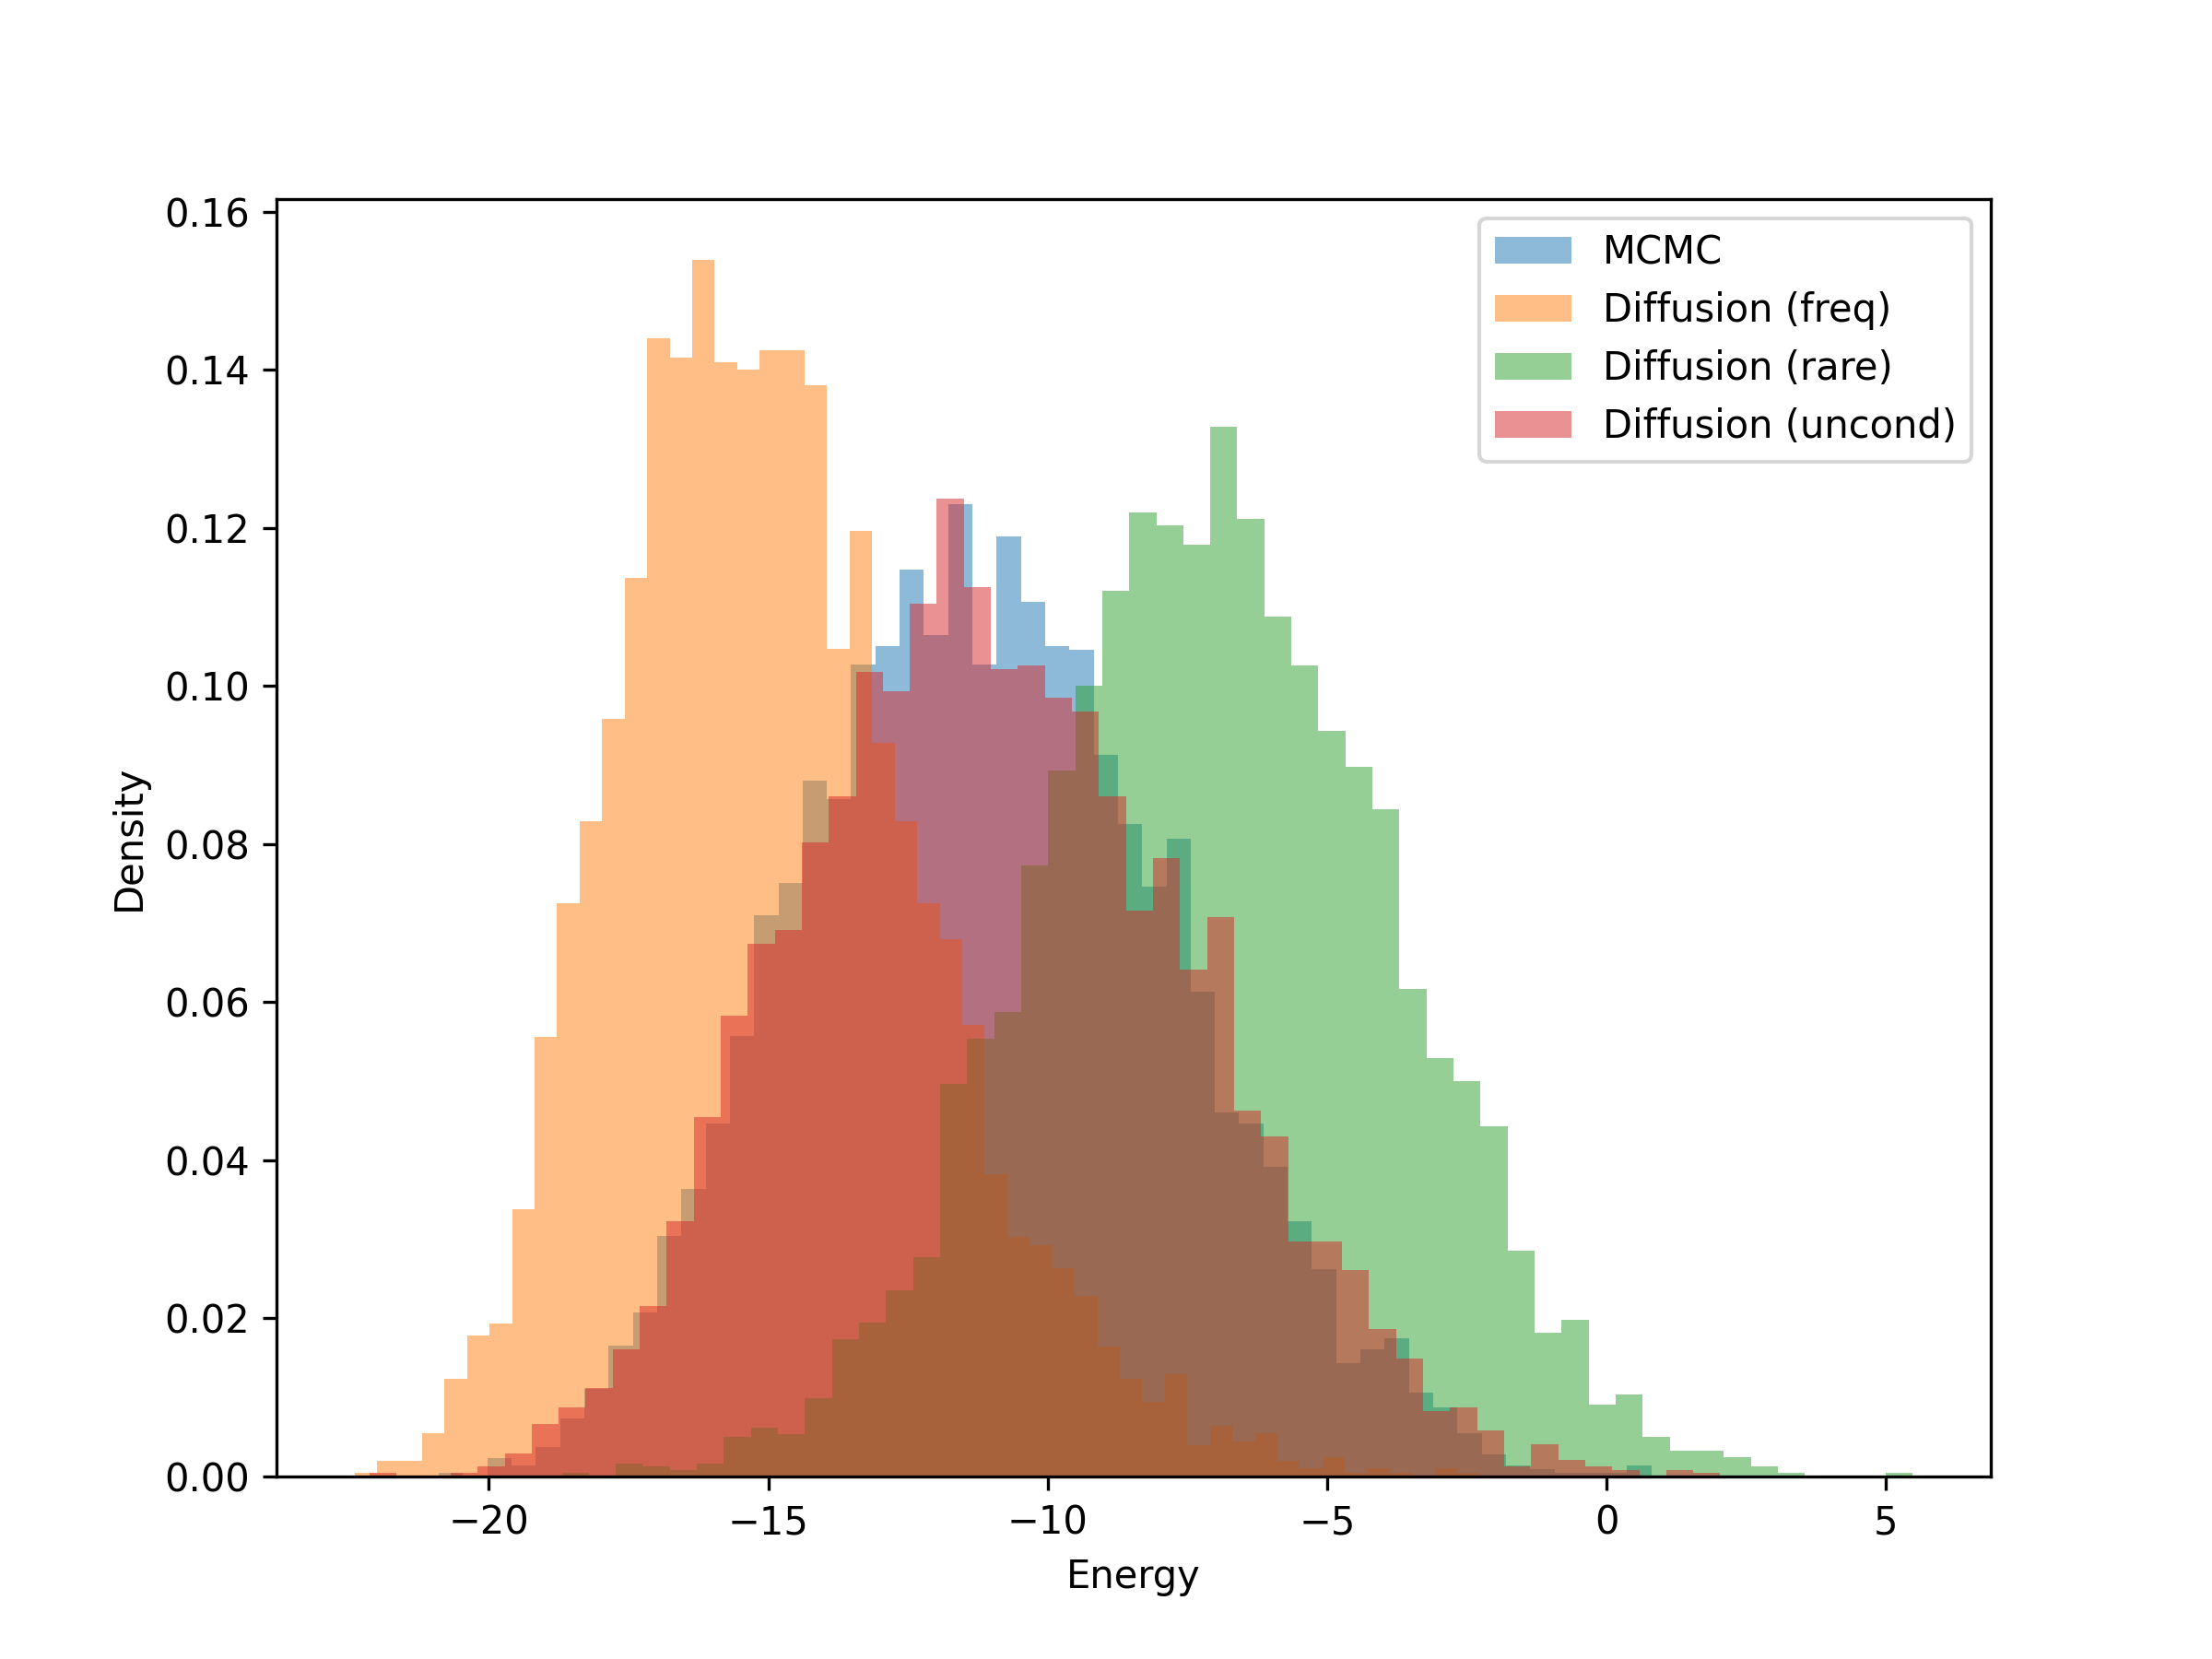 0.16
0.14
0.12
0.10
0.08
0.06
0.04
0.02
0.00
Density
−20
−15
−10
−5
0
5
Energy
MCMC
Diffusion (freq)
Diffusion (rare)
Diffusion (uncond)